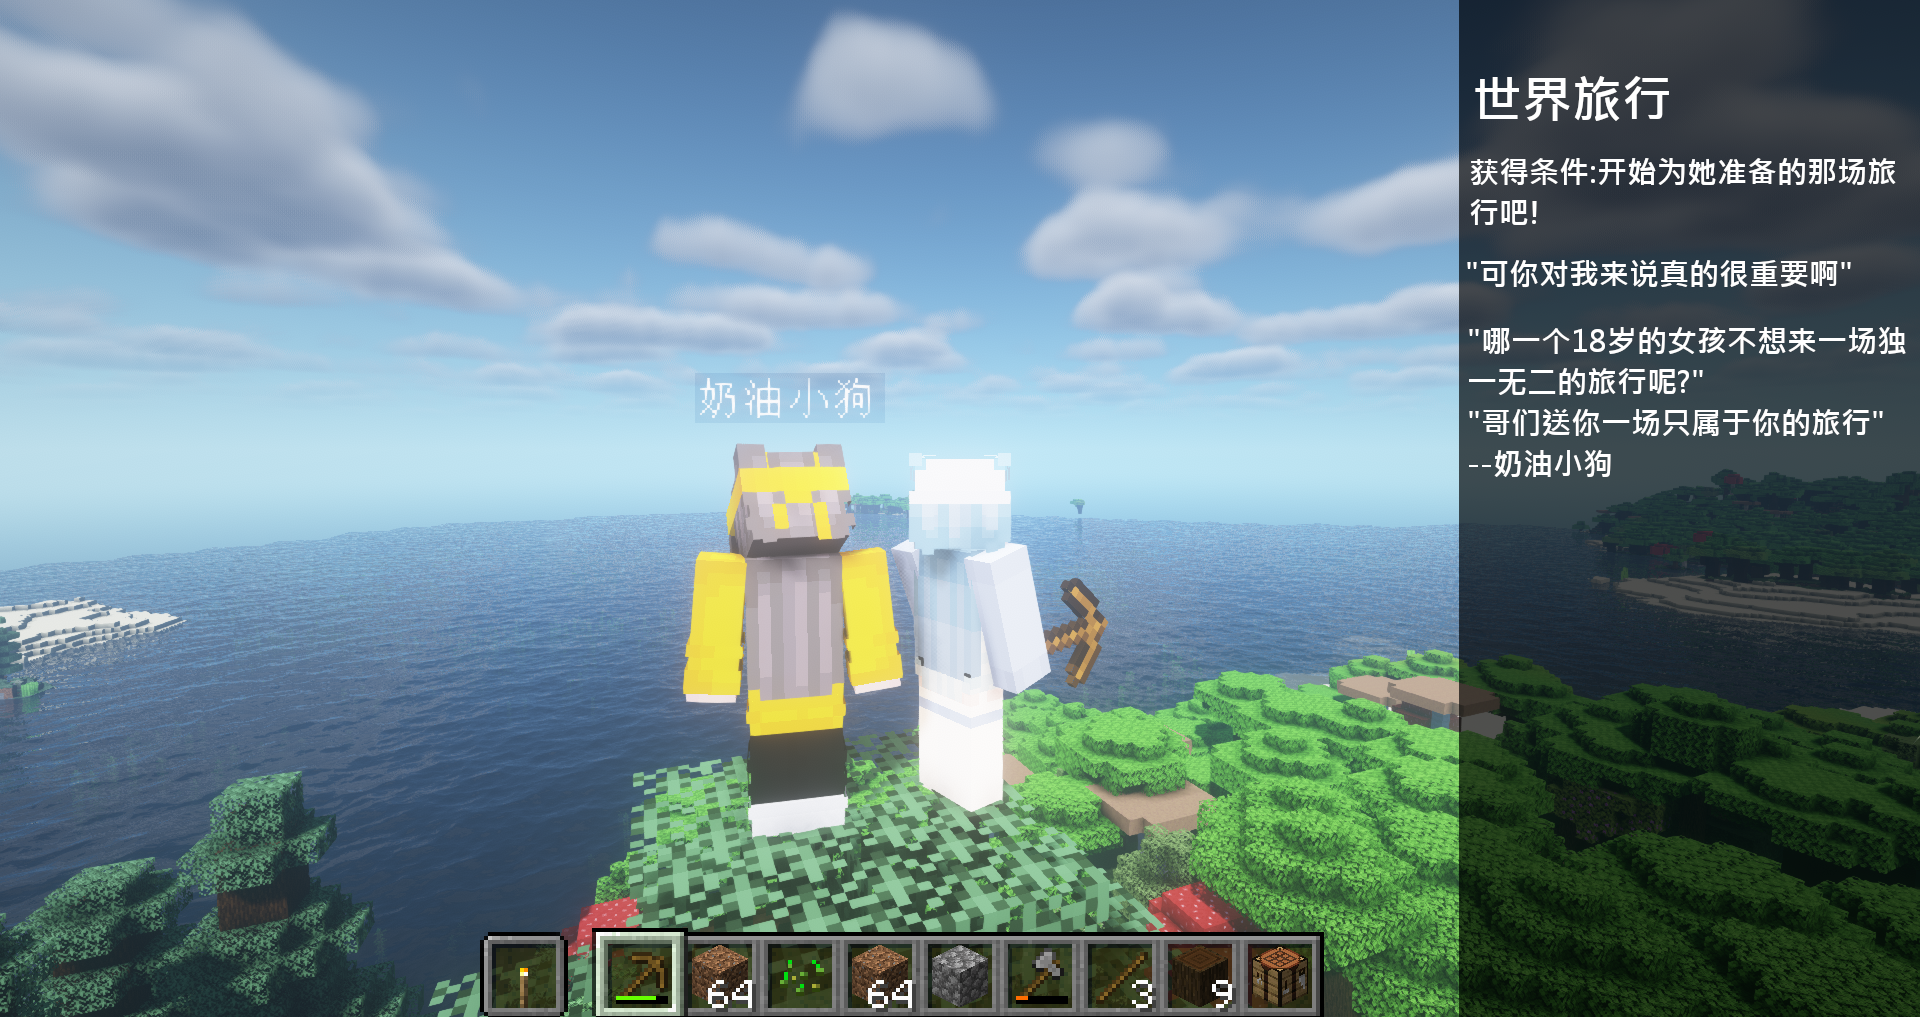 世界旅行
获得条件:开始为她准备的那场旅
行吧!
"可你对我来说真的很重要啊"
"哪一个18岁的女孩不想来一场独
一无二的旅行呢?"
"哥们送你一场只属于你的旅行"
--奶油小狗
奶油小狗
64
64
3
9